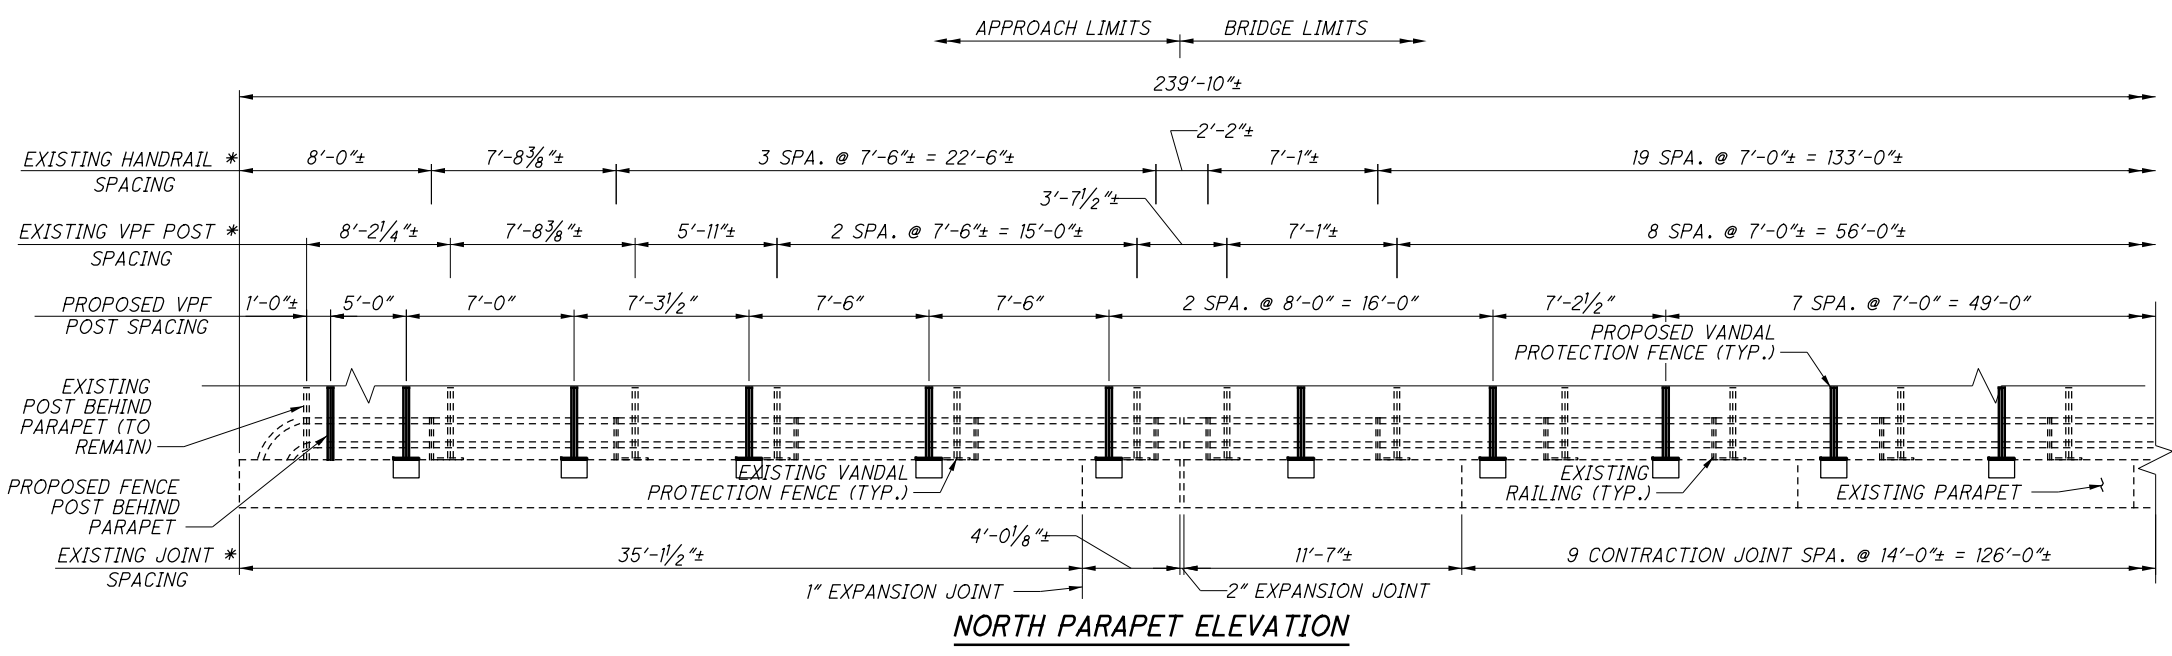 APPROACH LIMITS
BRIDGE LIMITS
239'-10"±
2'-2"±
EXISTING HANDRAIL *
SPACING
8'-0"±
7'-8⅜"±
3 SPA. @ 7'-6"± = 22'-6"±
7'-1"±
19 SPA. @ 7'-0"± = 133'-0"±
3'-7½"±
EXISTING VPF POST *
SPACING
8'-2¼"±
7'-8⅜"±
5'-11"±
2 SPA. @ 7'-6"± = 15'-0"±
7'-1"±
8 SPA. @ 7'-0"± = 56'-0"±
PROPOSED VPF
POST SPACING
1'-0"±
5'-0"
7'-0"
7'-3½"
7'-6"
7'-6"
2 SPA. @ 8'-0" = 16'-0"
7'-2½"
7 SPA. @ 7'-0" = 49'-0"
PROPOSED VANDAL
PROTECTION FENCE (TYP.)
EXISTING
POST BEHIND
PARAPET (TO
REMAIN)
PROPOSED FENCE
POST BEHIND
PARAPET
EXISTING VANDAL
PROTECTION FENCE (TYP.)
EXISTING
RAILING (TYP.)
EXISTING PARAPET
EXISTING JOINT *
SPACING
35'-1½"±
4'-0⅛"±
11'-7"±
9 CONTRACTION JOINT SPA. @ 14'-0"± = 126'-0"±
1" EXPANSION JOINT
2" EXPANSION JOINT
NORTH PARAPET ELEVATION